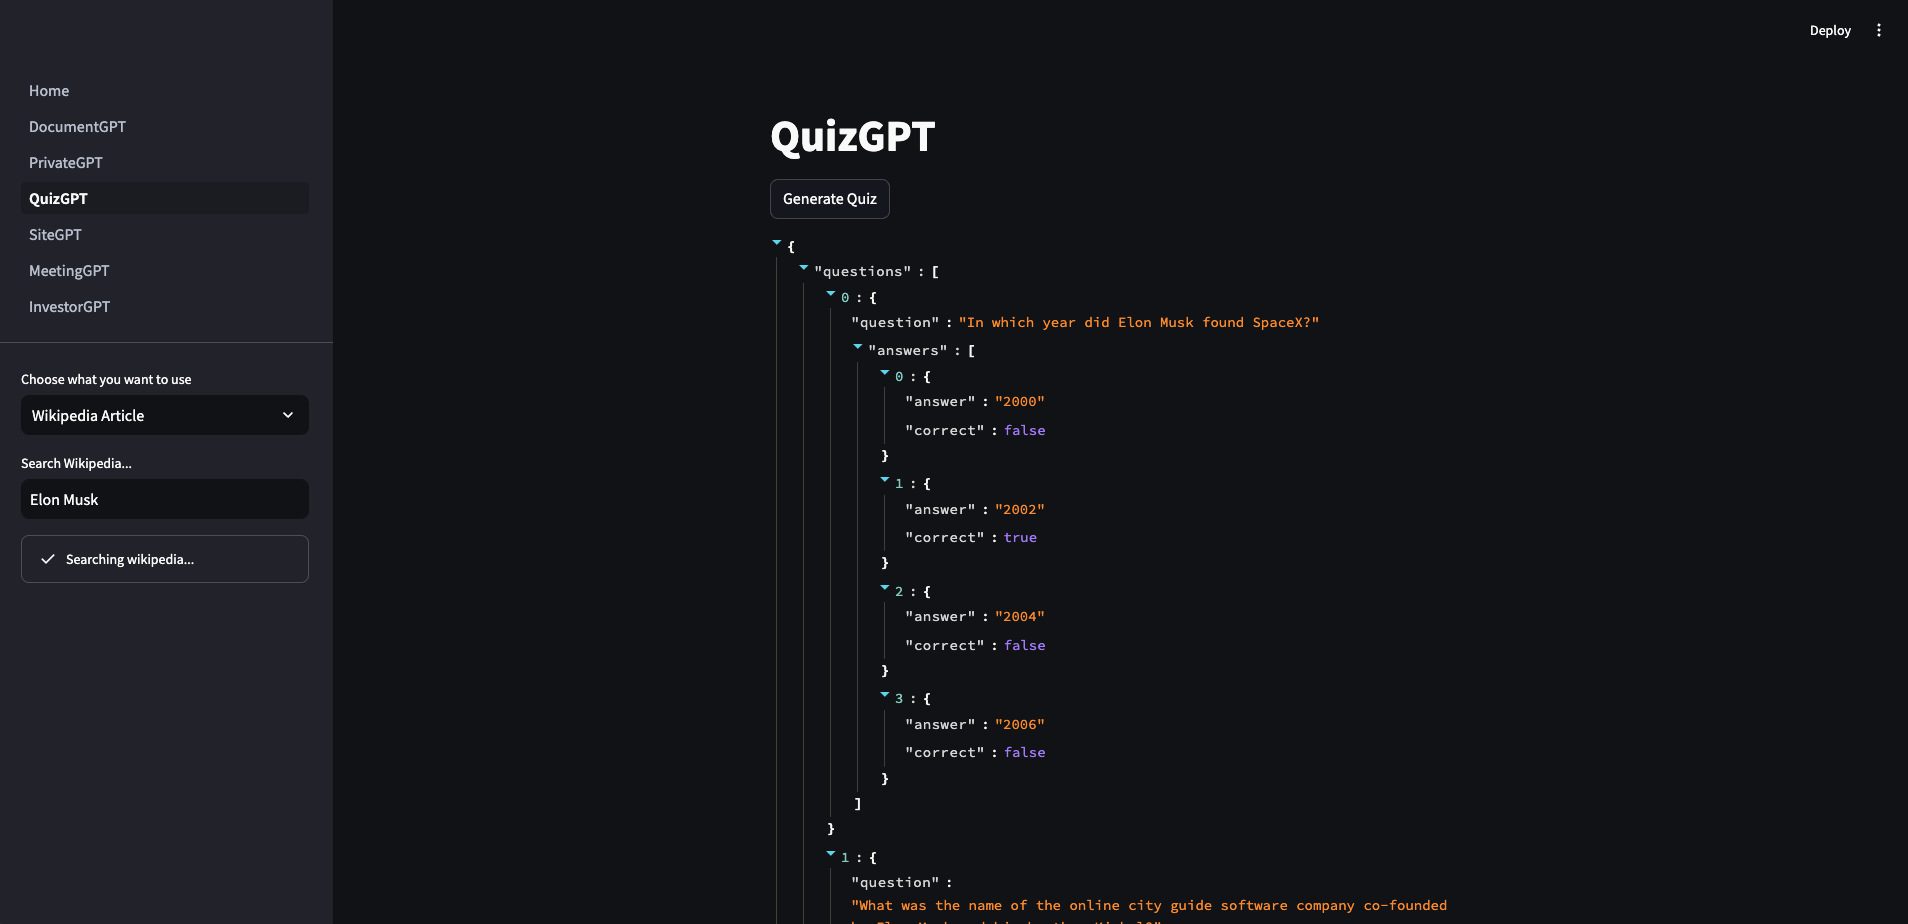 Deploy
Home
DocumentGPT
PrivateGPT
QuizGPT
SiteGPT
MeetingGPT
InvestorGPT
Choose what you want to use
Wikipedia Article
Search Wikipedia...
Elon Musk
Searching wikipedia...
QuizGPT
Generate Quiz
{
"questions" : [
0 : {
"question" : "In which year did Elon Musk found SpaceX?"
"answers" : [
0 : {
"answer" : "2000"
"correct" : false
}
1 : {
"answer" : "2002"
"correct" : true
}
2 : {
"answer" : "2004"
"correct" : false
}
3 : {
"answer" : "2006"
"correct" : false
}
]
}
1 : {
"question" :
"What was the name of the online city guide software company co-founded